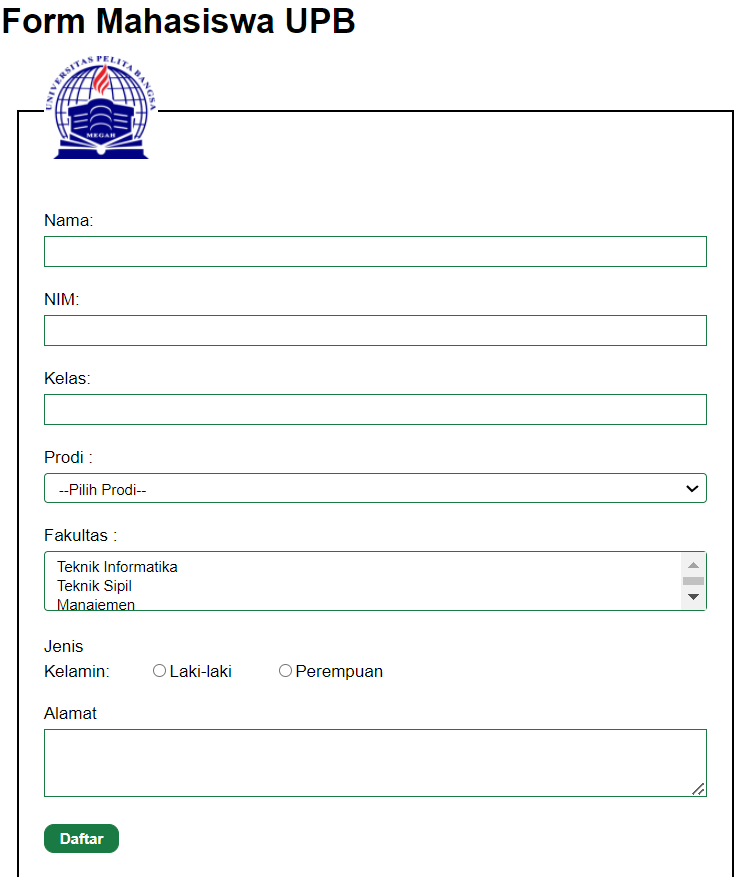 Form Mahasiswa UPB
UNIVERSITAS PELITA BANGSA
MEGAH
Nama:
NIM:
Kelas:
Prodi :
--Pilih Prodi--
Fakultas :
Teknik Informatika
Teknik Sipil
Manajemen
Jenis
Kelamin: Laki-laki Perempuan
Alamat
Daftar